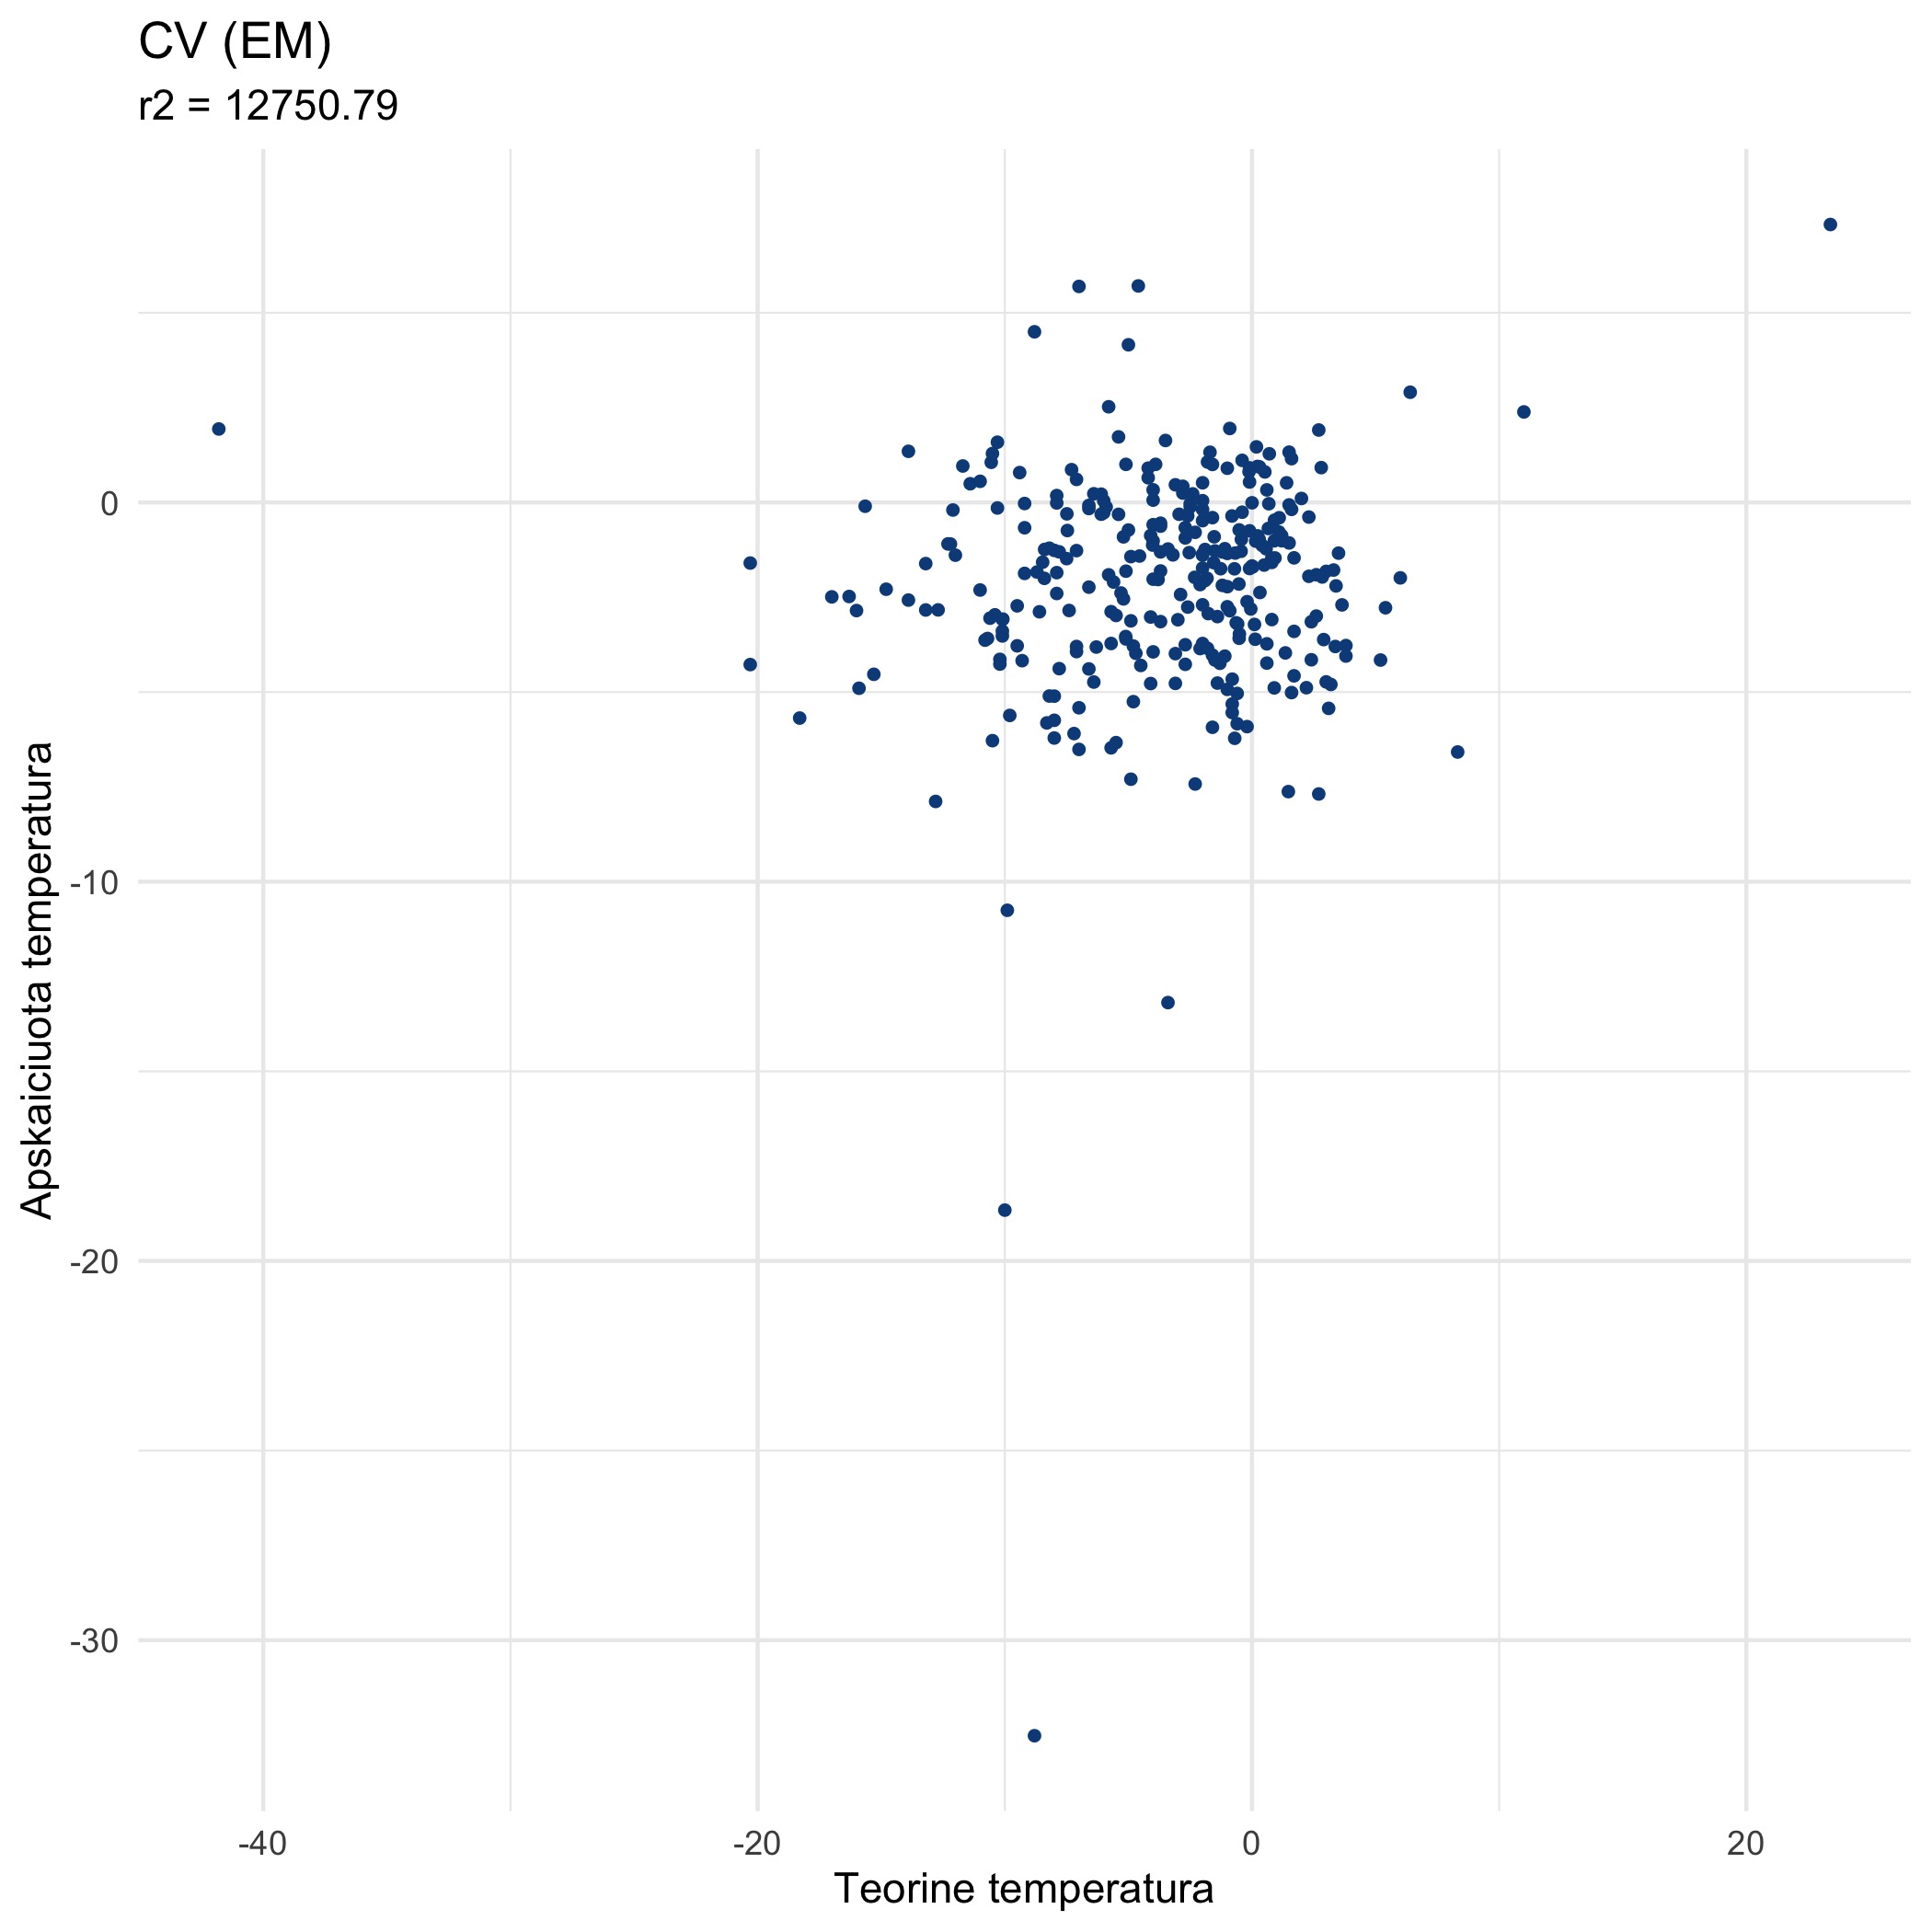 CV (EM)
r2 = 12750.79
Apskaiciuota temperatura
0
-10
-20
-30
-40
-20
0
20
Teorine temperatura